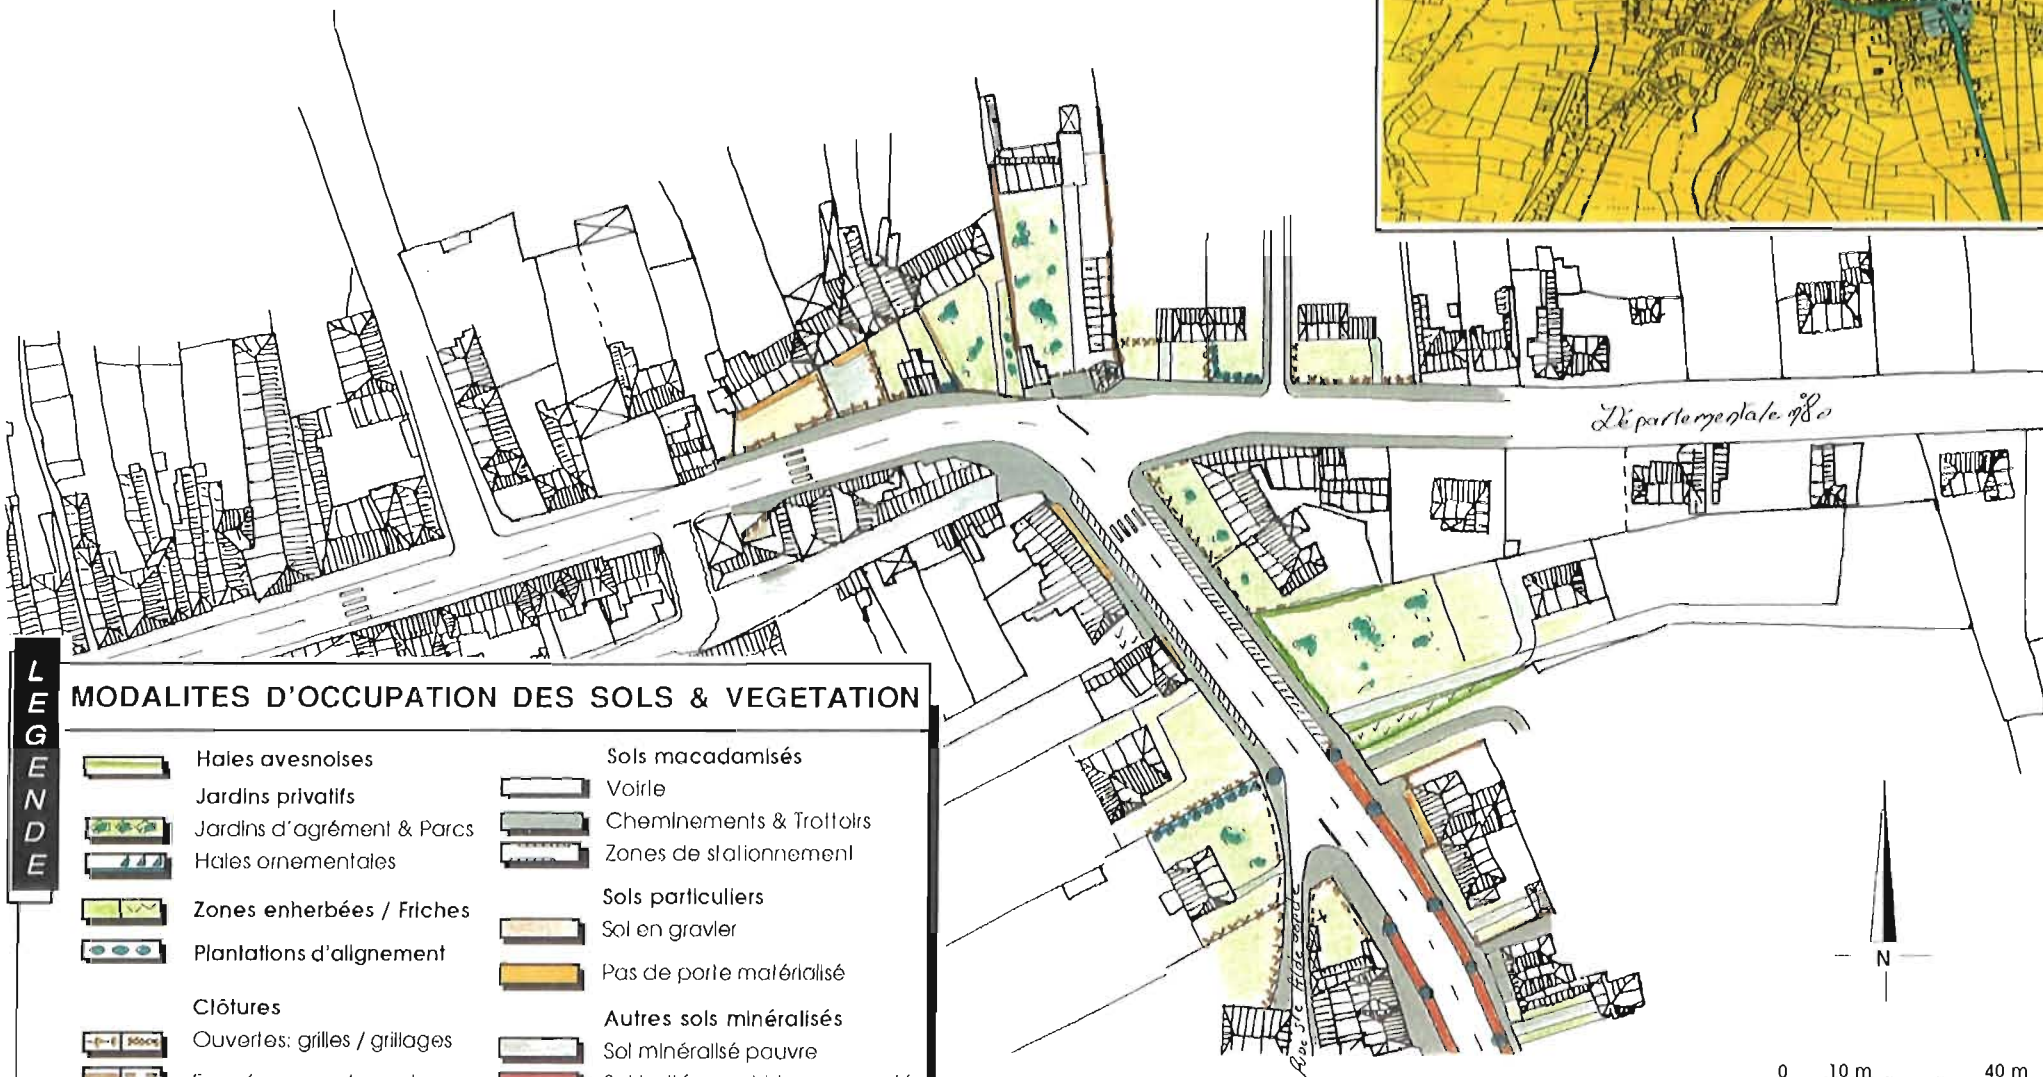 Départementale n°80
LEGENDE
MODALITES D'OCCUPATION DES SOLS & VEGETATION
Haies avesnoises
Jardins privatifs
Jardins d'agrément & Parcs
Haies ornementales
Zones enherbées / Friches
Plantations d'alignement
Clôtures
Ouvertes: grilles / grillages
Sols macadamisés
Voirie
Cheminements & Trottoirs
Zones de stationnement
Sols particuliers
Sol en gravier
Pas de porte matérialisé
Autres sols minéralisés
Sol minéralisé pauvre
N
0 10 m 40 m